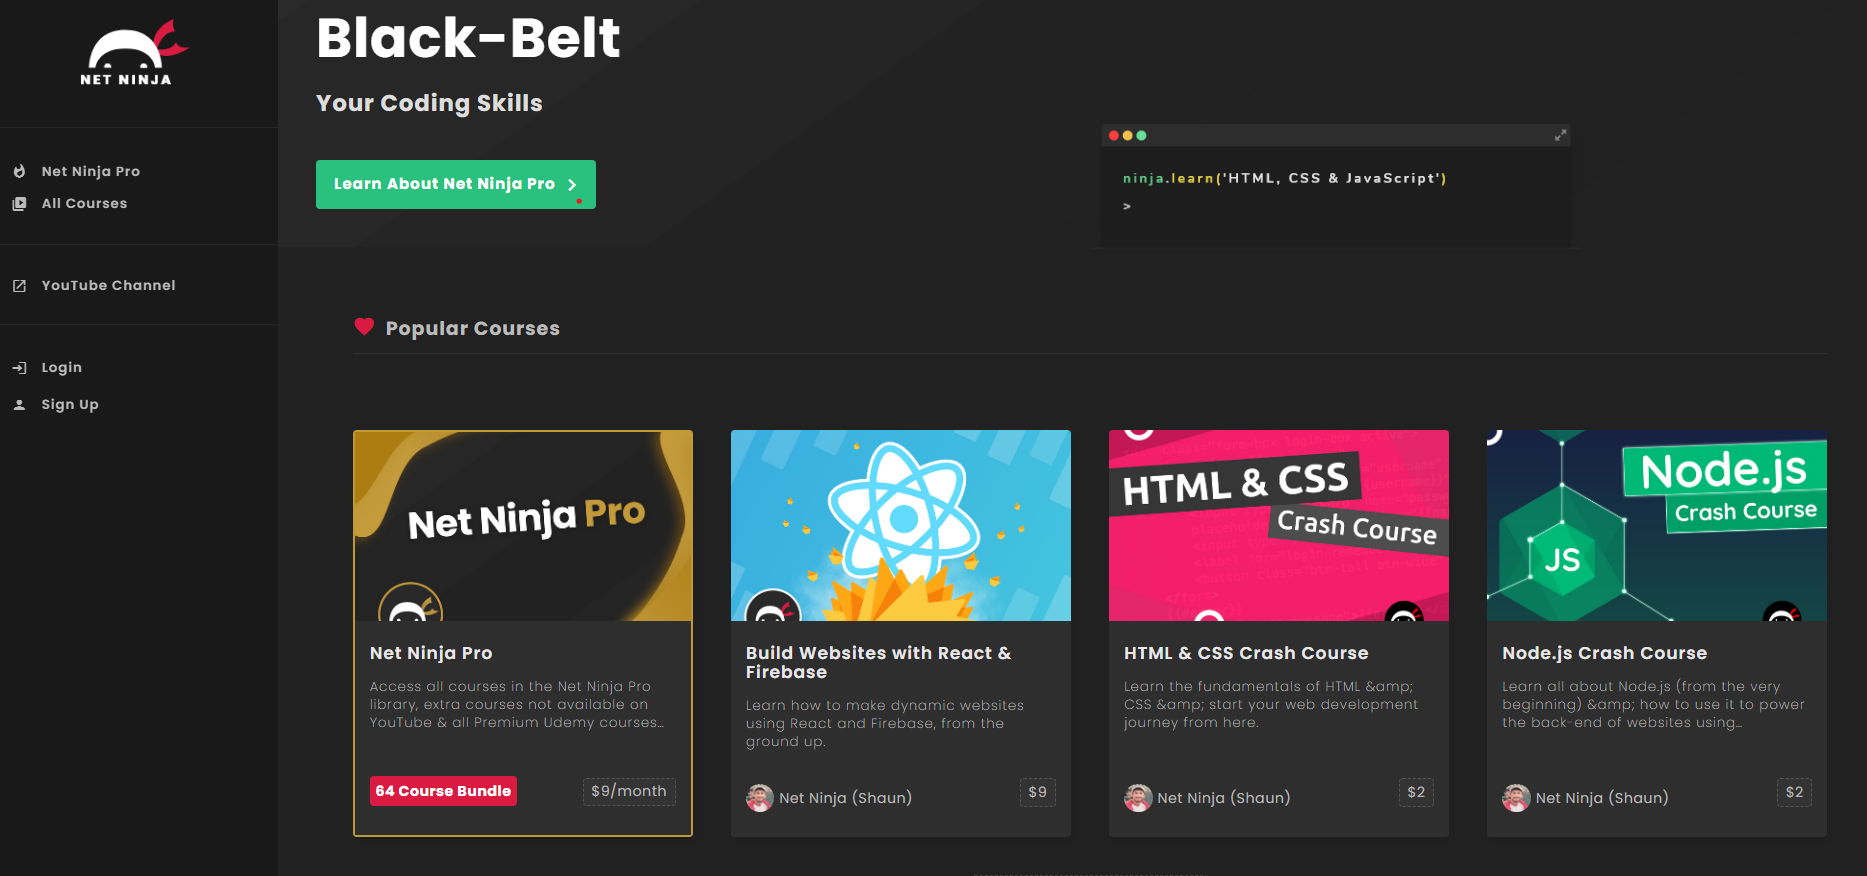 NET NINJA
Net Ninja Pro
All Courses
YouTube Channel
Login
Sign Up
Black-Belt
Your Coding Skills
Learn About Net Ninja Pro
ninja.learn('HTML, CSS & JavaScript')
>
Popular Courses
Net Ninja Pro
Net Ninja Pro
Access all courses in the Net Ninja Pro
library, extra courses not available on
YouTube & all Premium Udemy courses...
64 Course Bundle
$9/month
Build Websites with React &
Firebase
Learn how to make dynamic websites
using React and Firebase, from the
ground up.
Net Ninja (Shaun)
$9
HTML & CSS
Crash Course
HTML & CSS Crash Course
Learn the fundamentals of HTML &amp;
CSS &amp; start your web development
journey from here.
Net Ninja (Shaun)
$2
Node.js
Crash Course
JS
Node.js Crash Course
Learn all about Node.js (from the very
beginning) &amp; how to use it to power
the back-end of websites using...
Net Ninja (Shaun)
$2